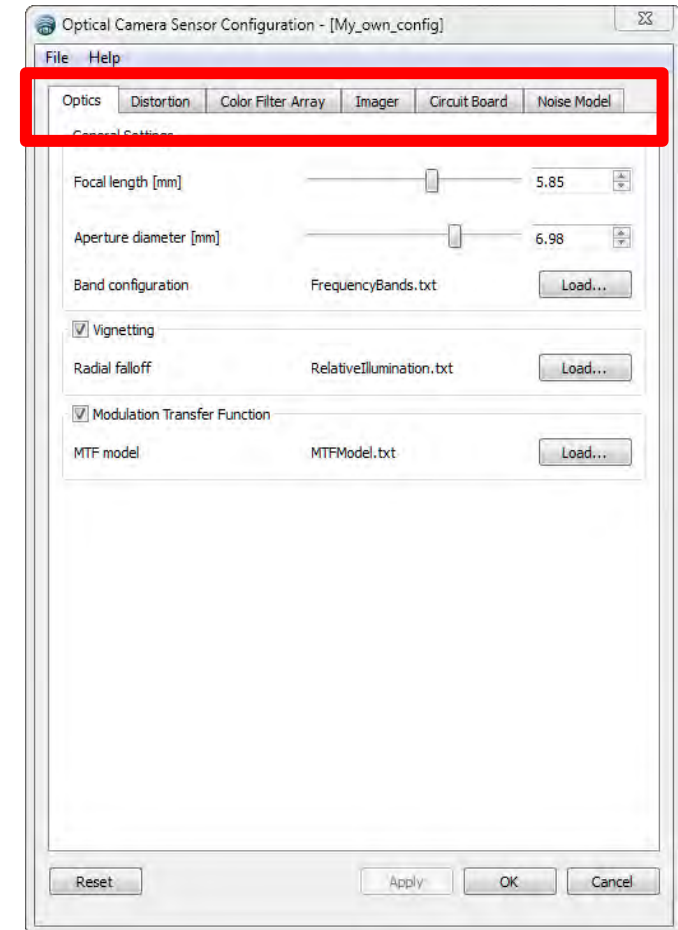 Optical Camera Sensor Configuration - [My_own_config]
File Help
Optics Distortion Color Filter Array Imager Circuit Board Noise Model
General Settings
Focal length [mm] 5.85
Aperture diameter [mm] 6.98
Band configuration FrequencyBands.txt Load...
Vignetting
Radial falloff RelativeIllumination.txt Load...
Modulation Transfer Function
MTF model MTFModel.txt Load...
Reset Apply OK Cancel